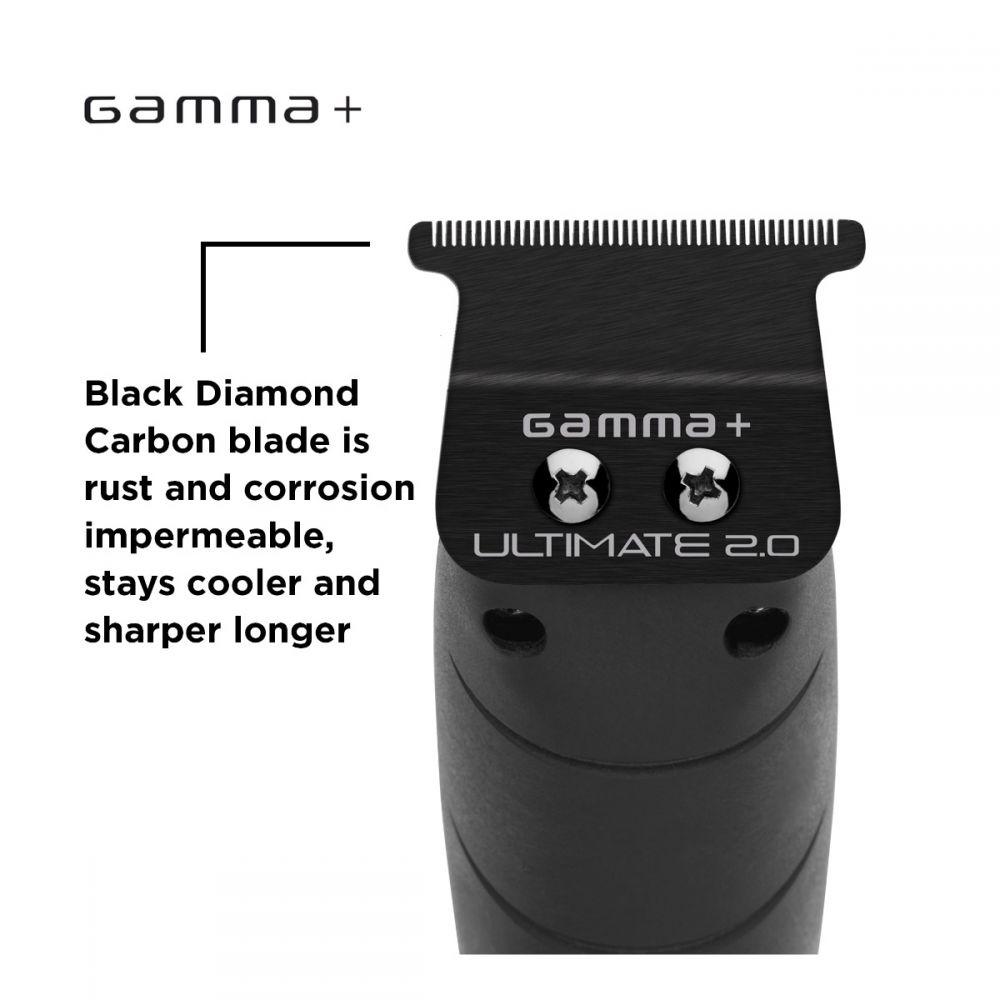 Gamma+
Black Diamond
Carbon blade is
rust and corrosion
impermeable,
stays cooler and
sharper longer
Gamma+
ULTIMATE 2.0